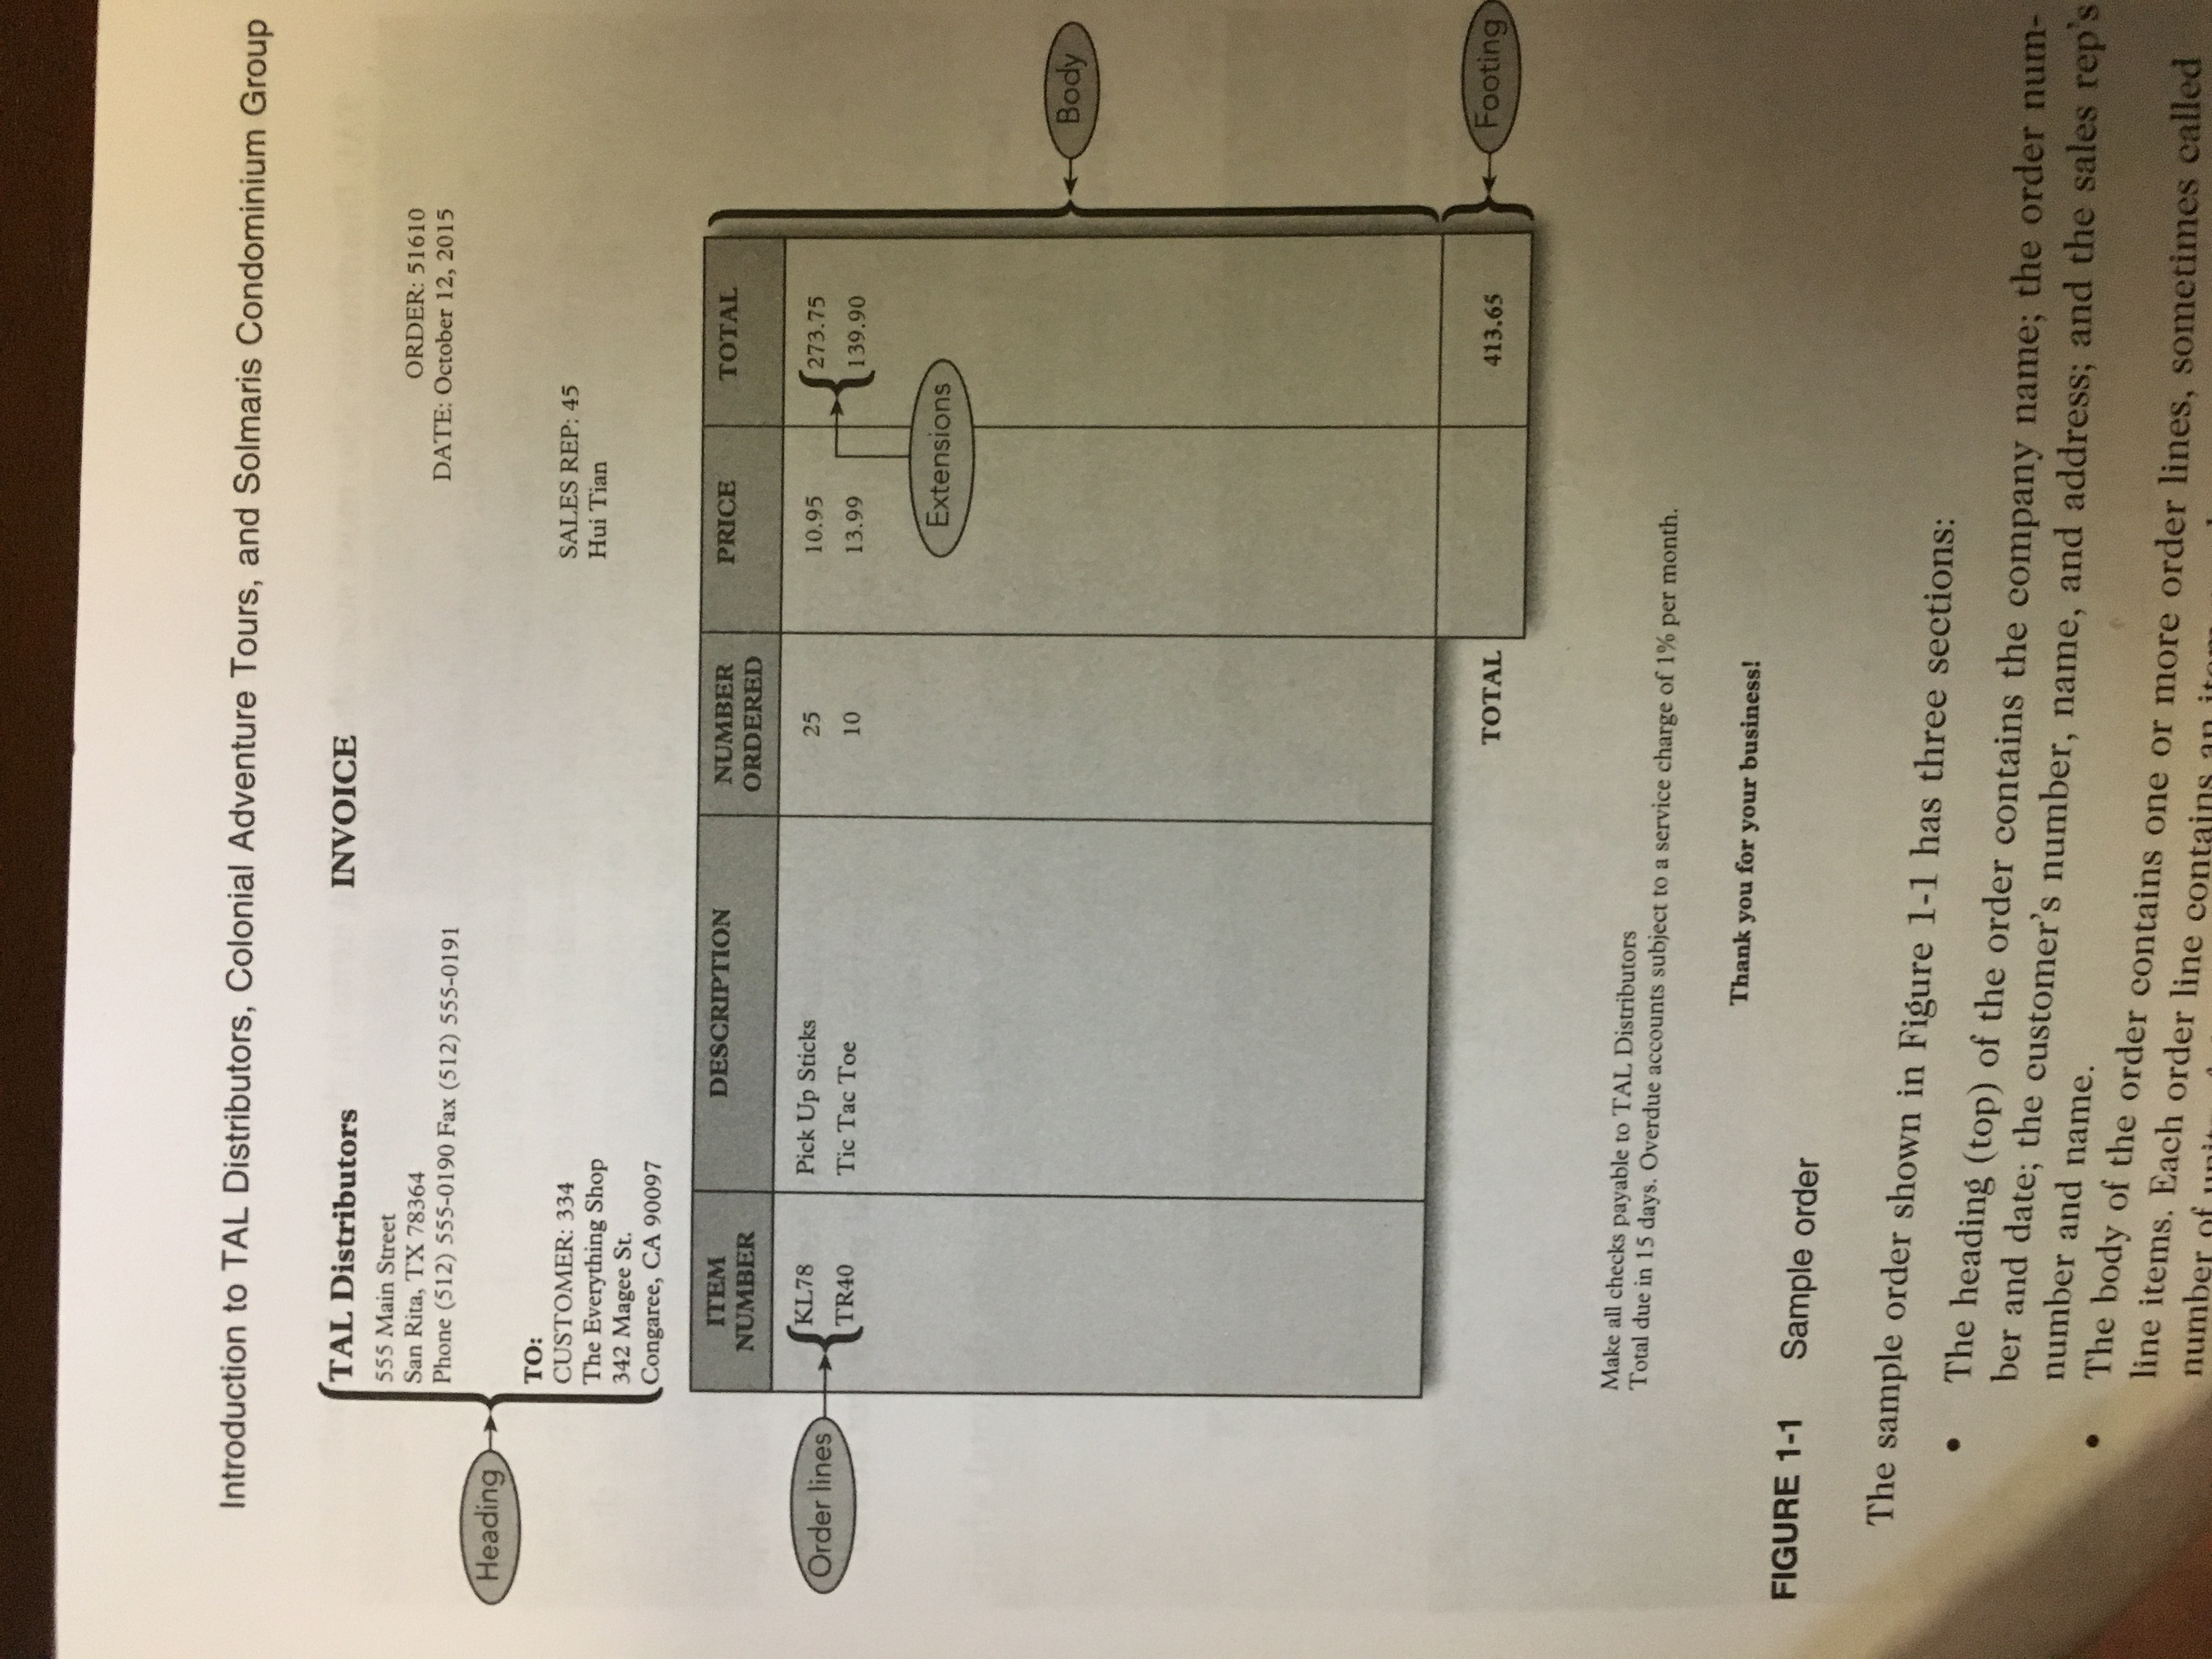 Introduction to TAL Distributors, Colonial Adventure Tours, and Solmaris Condominium Group
TAL Distributors
INVOICE
555 Main Street
San Rita, TX 78364
ORDER: 51610
Phone (512) 555-0190 Fax (512) 555-0191
DATE: October 12, 2015
Heading
TO:
CUSTOMER: 334
SALES REP: 45
The Everything Shop
Hui Tian
342 Magee St.
Congaree, CA 90097
ITEM NUMBER DESCRIPTION NUMBER ORDERED PRICE TOTAL
Order lines
KL78 Pick Up Sticks 25 10.95 273.75
TR40 Tic Tac Toe 10 13.99 139.90
Extensions
Body
TOTAL 413.65
Footing
Make all checks payable to TAL Distributors
Total due in 15 days. Overdue accounts subject to a service charge of 1% per month.
Thank you for your business!
FIGURE 1-1 Sample order
The sample order shown in Figure 1-1 has three sections:
• The heading (top) of the order contains the company name; the order num-
ber and date; the customer's number, name, and address; and the sales rep's
number and name.
• The body of the order contains one or more order lines, sometimes called
line items. Each order line contains an item
number of